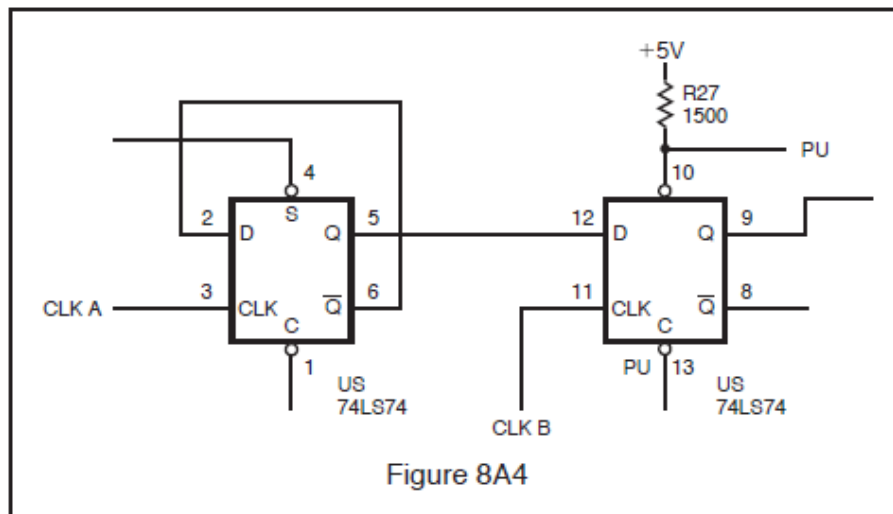 +5V
R27
1500
PU
4
10
S
2
D
Q
5
12
D
Q
9
3
CLK A
CLK
Q
6
11
CLK
Q
8
C
C
1
PU
13
US
74LS74
US
74LS74
CLK B
Figure 8A4